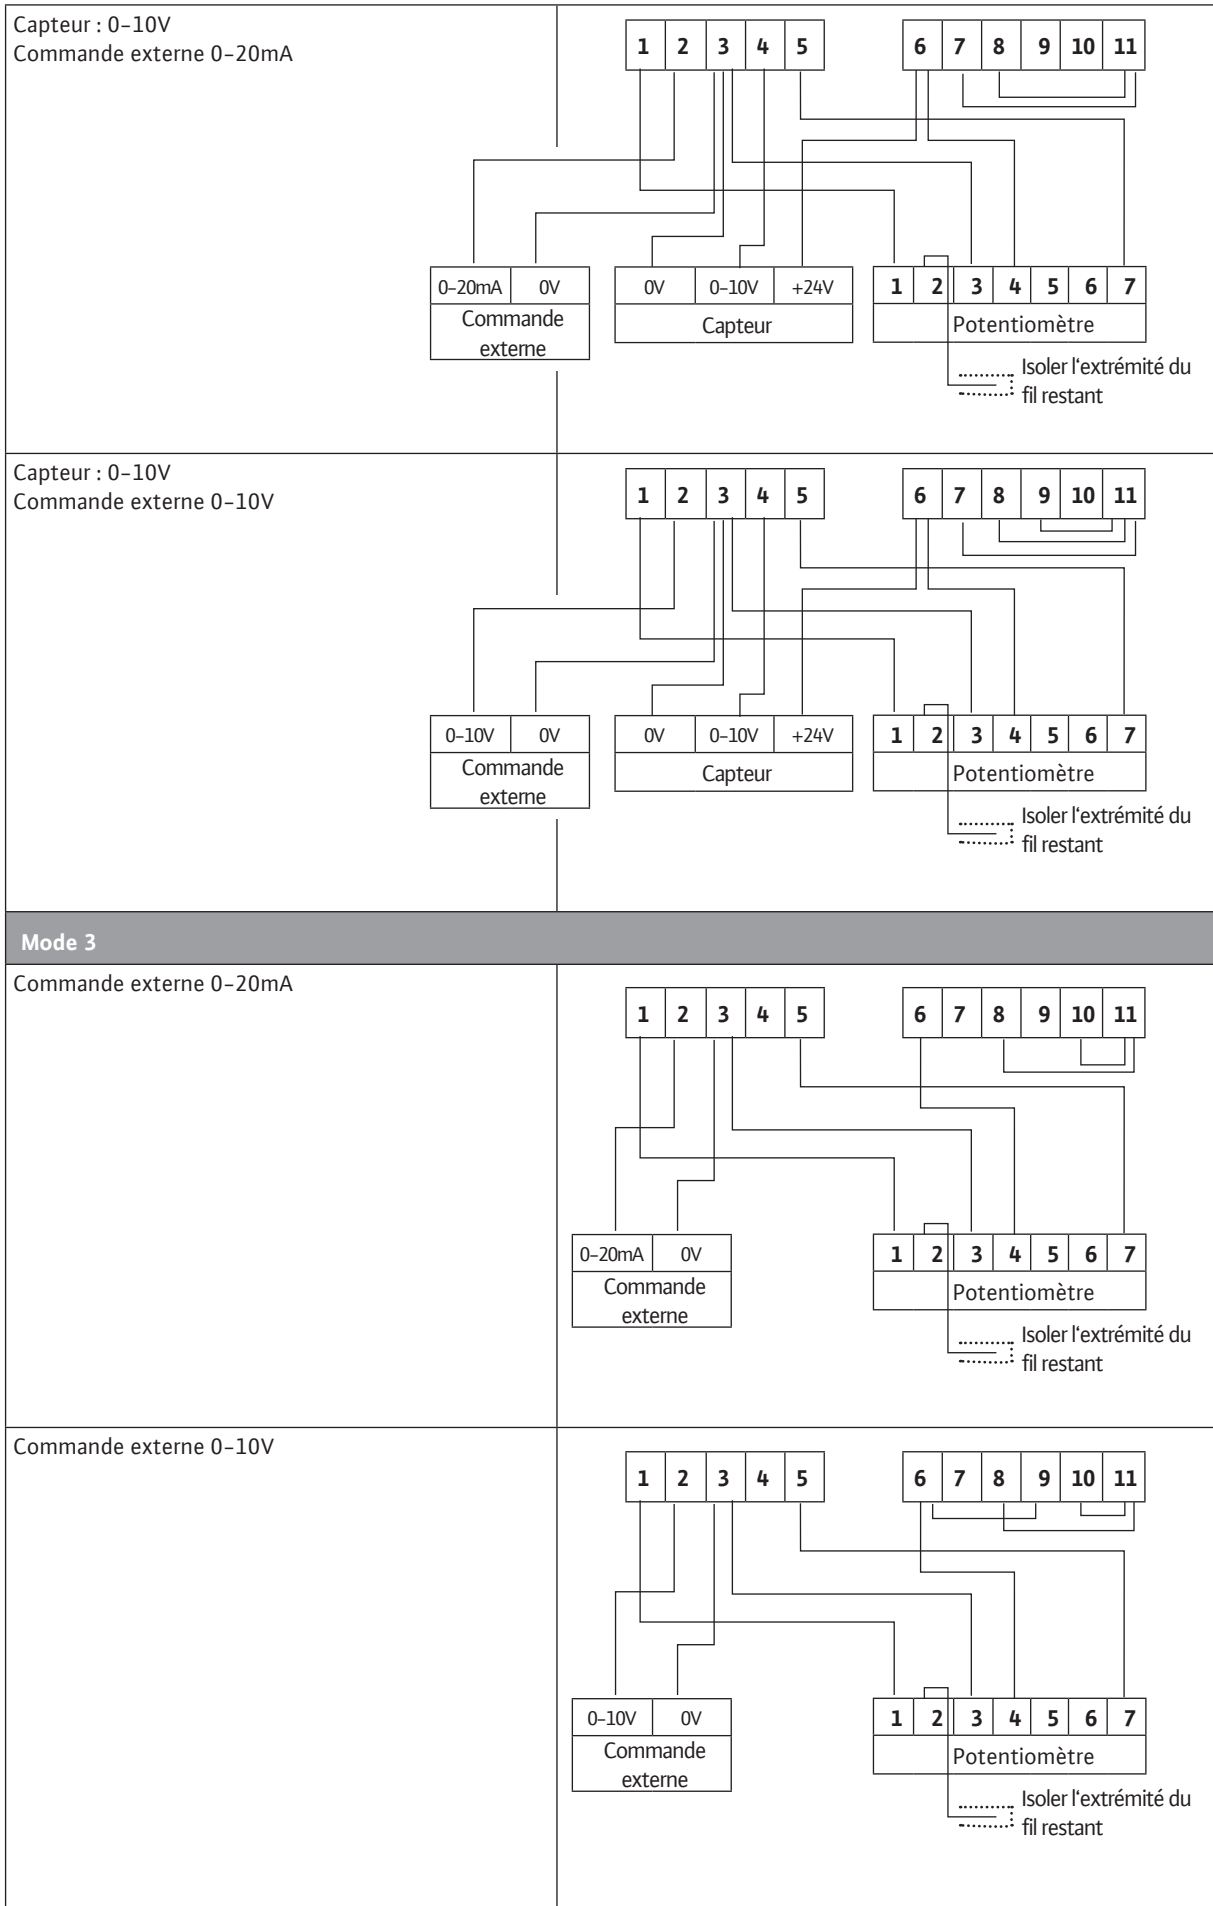 Capteur : 0–10V
Commande externe 0–20mA
1 2 3 4 5 6 7 8 9 10 11
0–20mA 0V 0V 0–10V +24V 1 2 3 4 5 6 7
Commande externe Capteur Potentiomètre
Isoler l'extrémité du
fil restant
Capteur : 0–10V
Commande externe 0–10V
1 2 3 4 5 6 7 8 9 10 11
0–10V 0V 0V 0–10V +24V 1 2 3 4 5 6 7
Commande externe Capteur Potentiomètre
Isoler l'extrémité du
fil restant
Mode 3
Commande externe 0–20mA
1 2 3 4 5 6 7 8 9 10 11
0–20mA 0V 1 2 3 4 5 6 7
Commande externe Potentiomètre
Isoler l'extrémité du
fil restant
Commande externe 0–10V
1 2 3 4 5 6 7 8 9 10 11
0–10V 0V 1 2 3 4 5 6 7
Commande externe Potentiomètre
Isoler l'extrémité du
fil restant